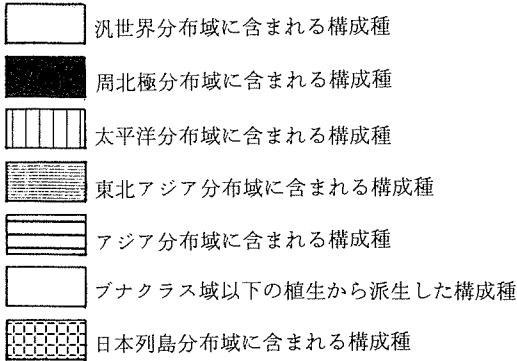 汎世界分布域に含まれる構成種
周北極分布域に含まれる構成種
太平洋分布域に含まれる構成種
東北アジア分布域に含まれる構成種
アジア分布域に含まれる構成種
ブナクラス域以下の植生から派生した構成種
日本列島分布域に含まれる構成種